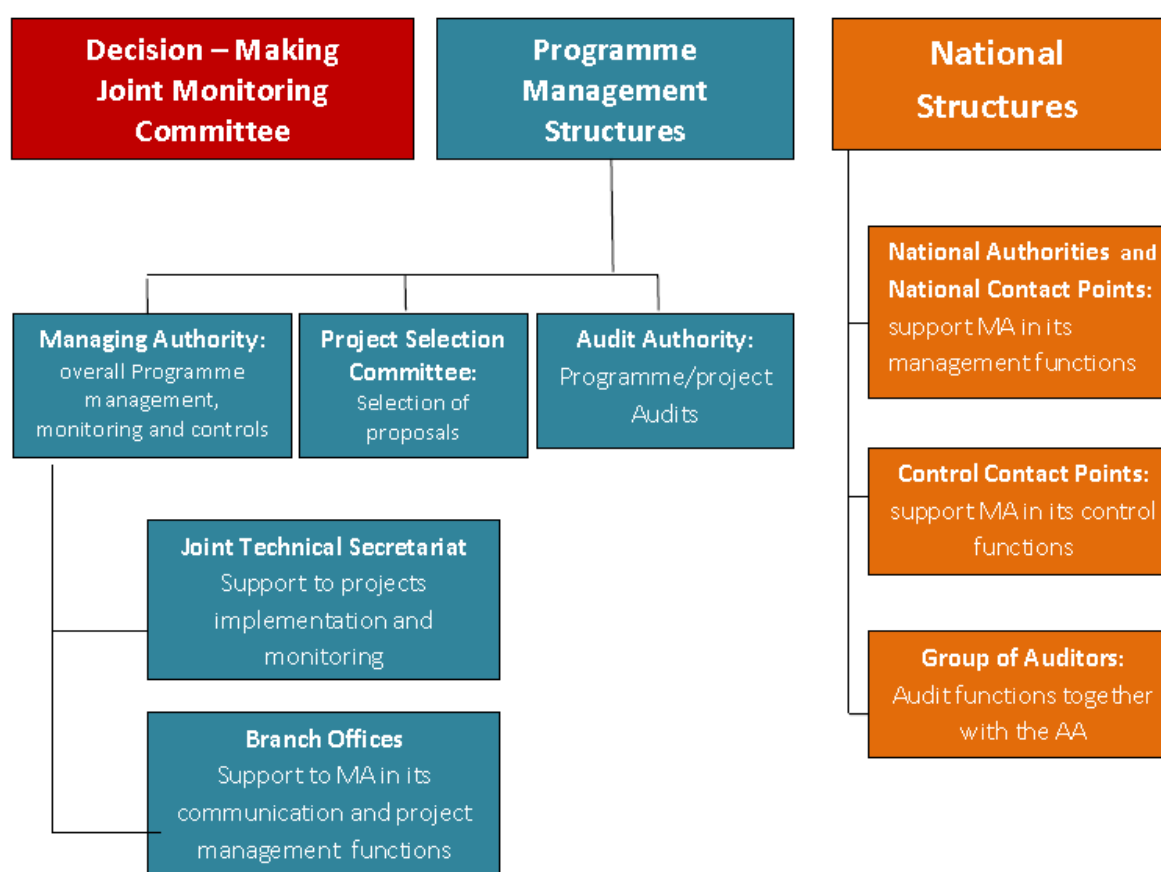 Decision – Making
Joint Monitoring
Committee
Programme
Management
Structures
National
Structures
Managing Authority:
overall Programme
management,
monitoring and controls
Project Selection
Committee:
Selection of
proposals
Audit Authority:
Programme/project
Audits
Joint Technical Secretariat
Support to projects
implementation and
monitoring
Branch Offices
Support to MA in its
communication and project
management functions
National Authorities and
National Contact Points:
support MA in its
management functions
Control Contact Points:
support MA in its control
functions
Group of Auditors:
Audit functions together
with the AA